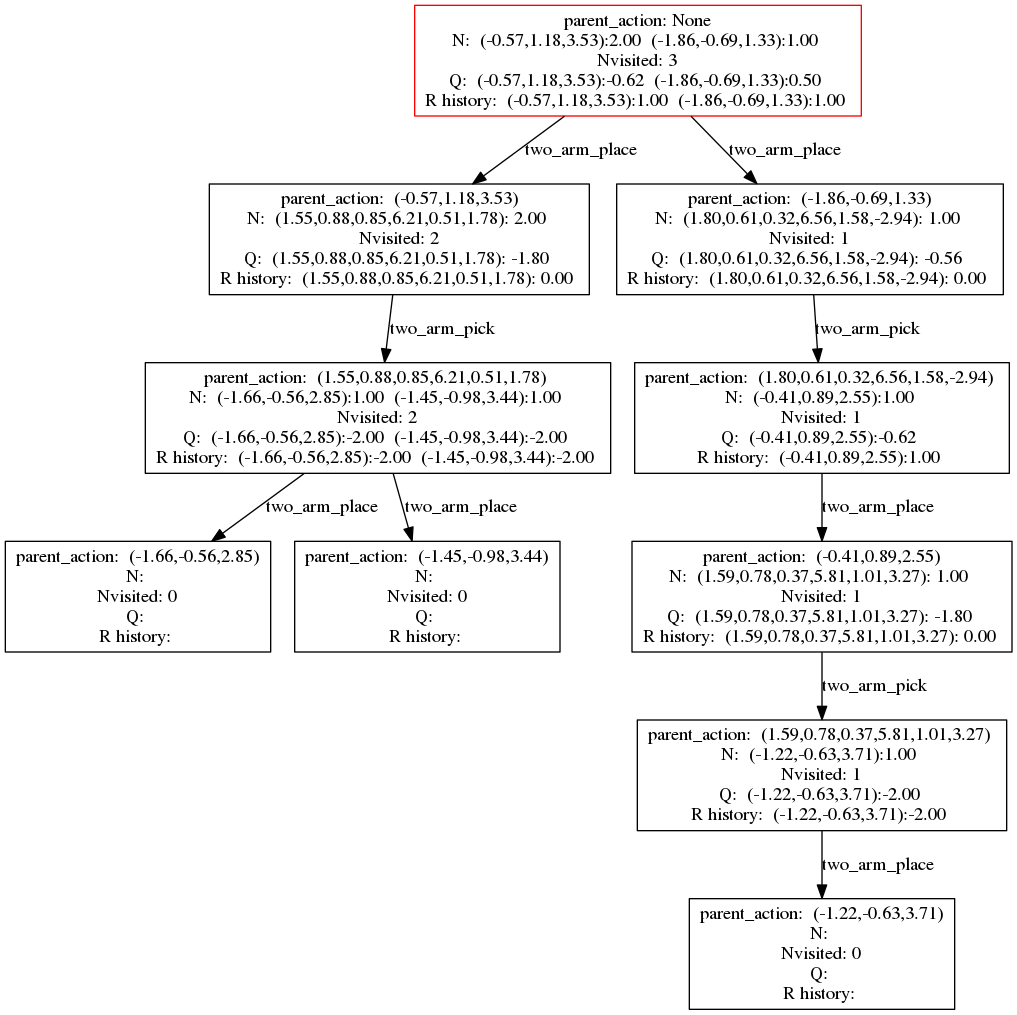 parent_action: None
N: (-0.57,1.18,3.53):2.00 (-1.86,-0.69,1.33):1.00
Nvisited: 3
Q: (-0.57,1.18,3.53):-0.62 (-1.86,-0.69,1.33):0.50
R history: (-0.57,1.18,3.53):1.00 (-1.86,-0.69,1.33):1.00
two_arm_place
two_arm_place
parent_action: (-0.57,1.18,3.53)
N: (1.55,0.88,0.85,6.21,0.51,1.78): 2.00
Nvisited: 2
Q: (1.55,0.88,0.85,6.21,0.51,1.78): -1.80
R history: (1.55,0.88,0.85,6.21,0.51,1.78): 0.00
parent_action: (-1.86,-0.69,1.33)
N: (1.80,0.61,0.32,6.56,1.58,-2.94): 1.00
Nvisited: 1
Q: (1.80,0.61,0.32,6.56,1.58,-2.94): -0.56
R history: (1.80,0.61,0.32,6.56,1.58,-2.94): 0.00
two_arm_pick
two_arm_pick
parent_action: (1.55,0.88,0.85,6.21,0.51,1.78)
N: (-1.66,-0.56,2.85):1.00 (-1.45,-0.98,3.44):1.00
Nvisited: 2
Q: (-1.66,-0.56,2.85):-2.00 (-1.45,-0.98,3.44):-2.00
R history: (-1.66,-0.56,2.85):-2.00 (-1.45,-0.98,3.44):-2.00
parent_action: (1.80,0.61,0.32,6.56,1.58,-2.94)
N: (-0.41,0.89,2.55):1.00
Nvisited: 1
Q: (-0.41,0.89,2.55):-0.62
R history: (-0.41,0.89,2.55):1.00
two_arm_place
two_arm_place
two_arm_place
parent_action: (-1.66,-0.56,2.85)
N:
Nvisited: 0
Q:
R history:
parent_action: (-1.45,-0.98,3.44)
N:
Nvisited: 0
Q:
R history:
parent_action: (-0.41,0.89,2.55)
N: (1.59,0.78,0.37,5.81,1.01,3.27): 1.00
Nvisited: 1
Q: (1.59,0.78,0.37,5.81,1.01,3.27): -1.80
R history: (1.59,0.78,0.37,5.81,1.01,3.27): 0.00
two_arm_pick
parent_action: (1.59,0.78,0.37,5.81,1.01,3.27)
N: (-1.22,-0.63,3.71):1.00
Nvisited: 1
Q: (-1.22,-0.63,3.71):-2.00
R history: (-1.22,-0.63,3.71):-2.00
two_arm_place
parent_action: (-1.22,-0.63,3.71)
N:
Nvisited: 0
Q:
R history: